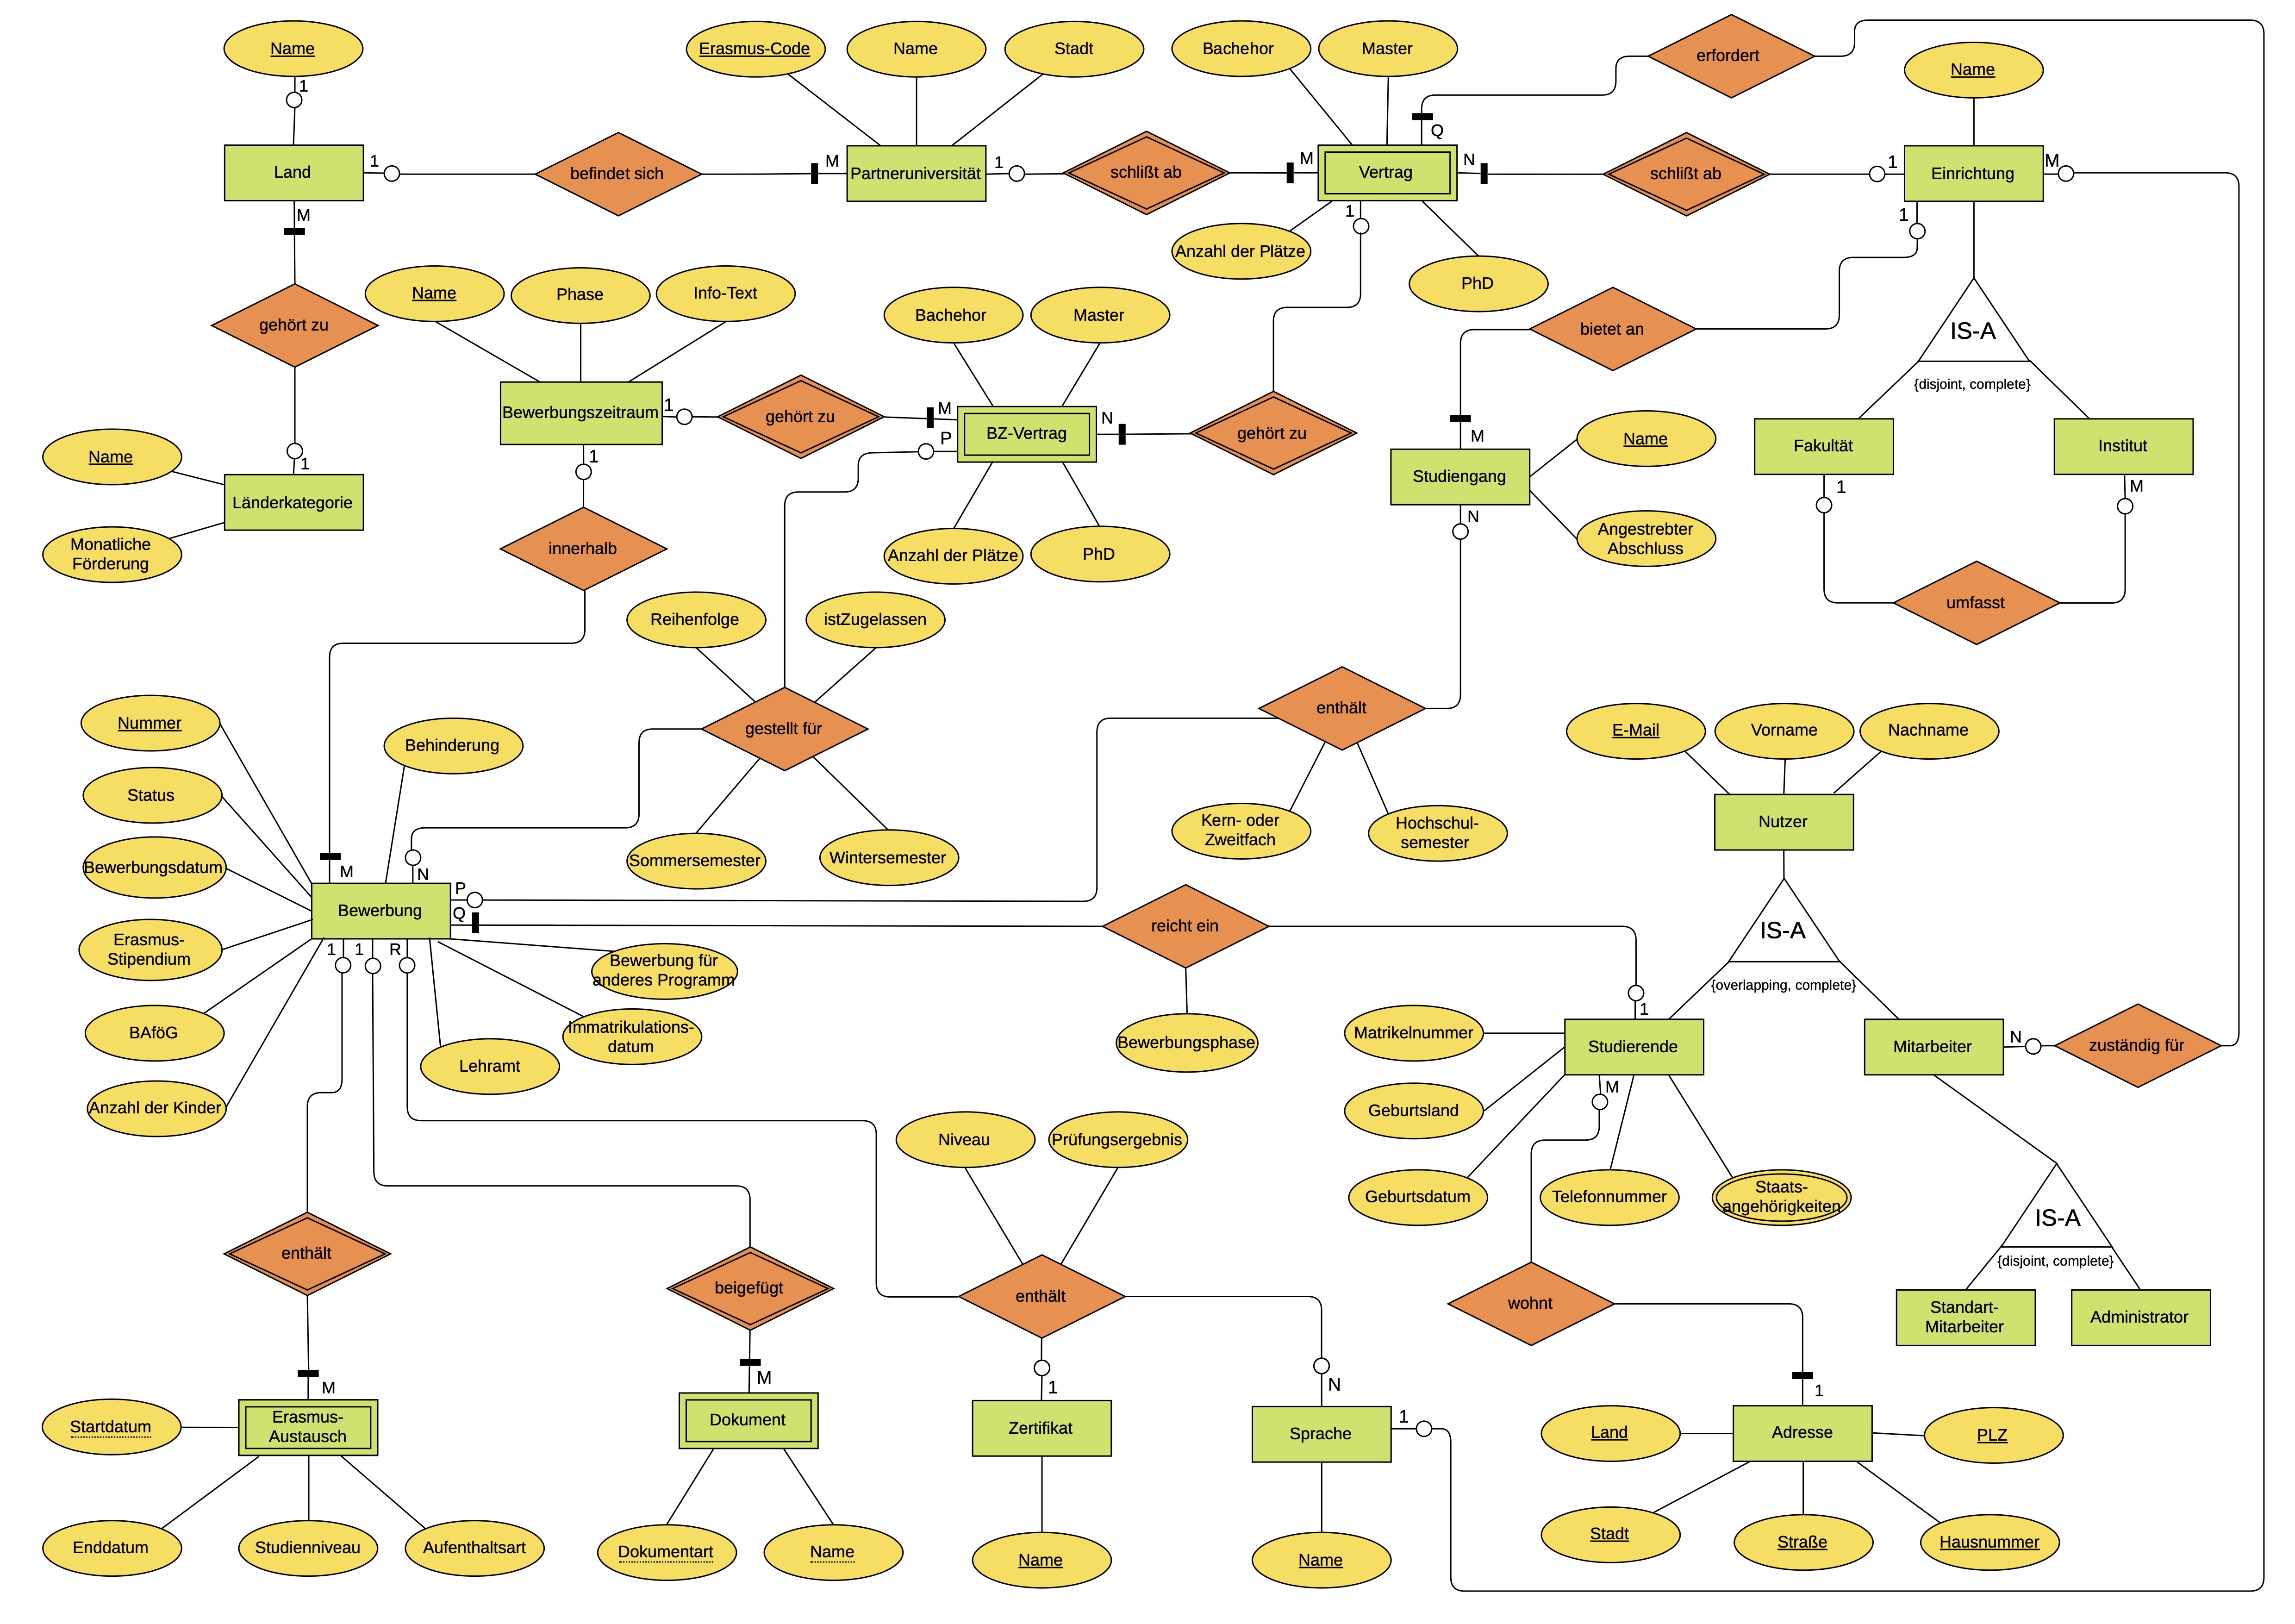 Name
Erasmus-Code
Name
Stadt
Bachehor
Master
erfordert
Name
1
Q
Land
1
befindet sich
M
Partneruniversität
1
schlißt ab
M
Vertrag
N
schlißt ab
1
Einrichtung
M
M
1
1
Anzahl der Plätze
PhD
gehört zu
Name
Phase
Info-Text
Bachehor
Master
bietet an
IS-A
{disjoint, complete}
Bewerbungszeitraum
1
gehört zu
M
P
BZ-Vertrag
N
gehört zu
M
Name
Fakultät
Institut
Name
1
1
Länderkategorie
Studiengang
1
M
N
Monatliche
Förderung
innerhalb
Anzahl der Plätze
PhD
Angestrebter
Abschluss
umfasst
Reihenfolge
istZugelassen
Nummer
Behinderung
gestellt für
enthält
E-Mail
Vorname
Nachname
Status
Kern- oder
Zweitfach
Hochschul-
semester
Nutzer
Bewerbungsdatum
Sommersemester
Wintersemester
M
N
P
Bewerbung
Q
reicht ein
IS-A
{overlapping, complete}
Erasmus-
Stipendium
1
1
R
Bewerbung für
anderes Programm
1
BAföG
Immatrikulations-
datum
Bewerbungsphase
Matrikelnummer
Studierende
Mitarbeiter
N
zuständig für
Lehramt
M
Anzahl der Kinder
Geburtsland
Niveau
Prüfungsergebnis
Geburtsdatum
Telefonnummer
Staats-
angehörigkeiten
IS-A
{disjoint, complete}
enthält
beigefügt
enthält
wohnt
Standart-
Mitarbeiter
Administrator
M
M
1
N
1
Startdatum
Erasmus-
Austausch
Dokument
Zertifikat
Sprache
1
Land
Adresse
PLZ
Enddatum
Studienniveau
Aufenthaltsart
Dokumentart
Name
Name
Name
Stadt
Straße
Hausnummer